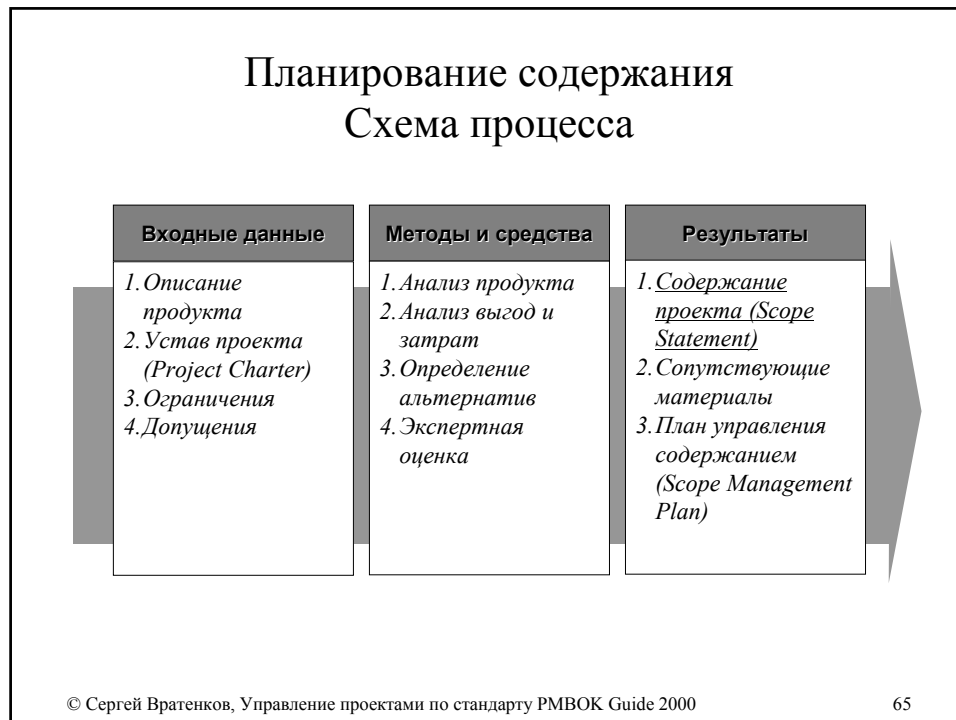 Планирование содержания
Схема процесса
Входные данные
1. Описание
продукта
2. Устав проекта
(Project Charter)
3. Ограничения
4. Допущения
Методы и средства
1. Анализ продукта
2. Анализ выгод и
затрат
3. Определение
альтернатив
4. Экспертная
оценка
Результаты
1. Содержание
проекта (Scope
Statement)
2. Сопутствующие
материалы
3. План управления
содержанием
(Scope Management
Plan)
© Сергей Вратенков, Управление проектами по стандарту PMBOK Guide 2000 65